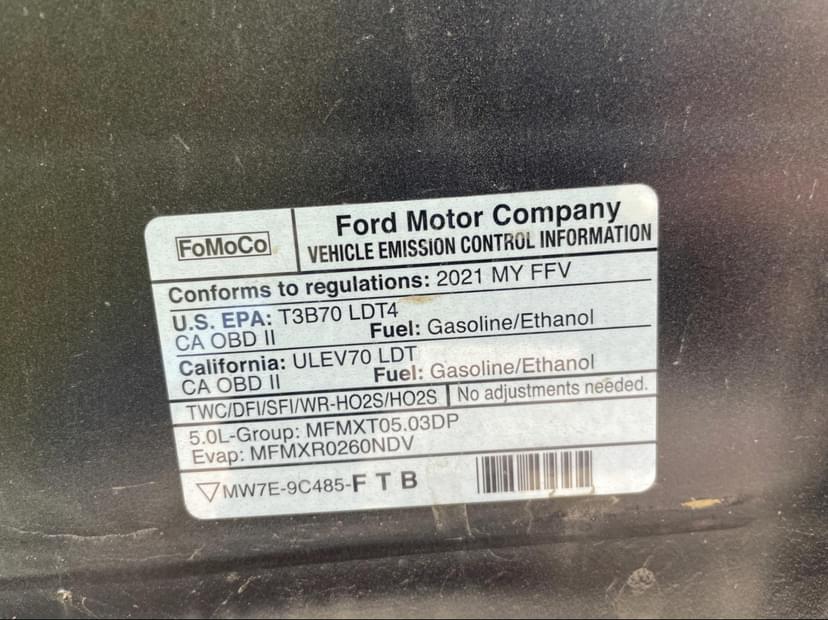 FoMoCo
Ford Motor Company
VEHICLE EMISSION CONTROL INFORMATION
Conforms to regulations: 2021 MY FFV
U.S. EPA: T3B70 LDT4
CA OBD II Fuel: Gasoline/Ethanol
California: ULEV70 LDT
CA OBD II Fuel: Gasoline/Ethanol
TWC/DFI/SFI/WR-HO2S/HO2S No adjustments needed.
5.0L-Group: MFMXT05.03DP
Evap: MFMXR0260NDV
MW7E-9C485-F T B